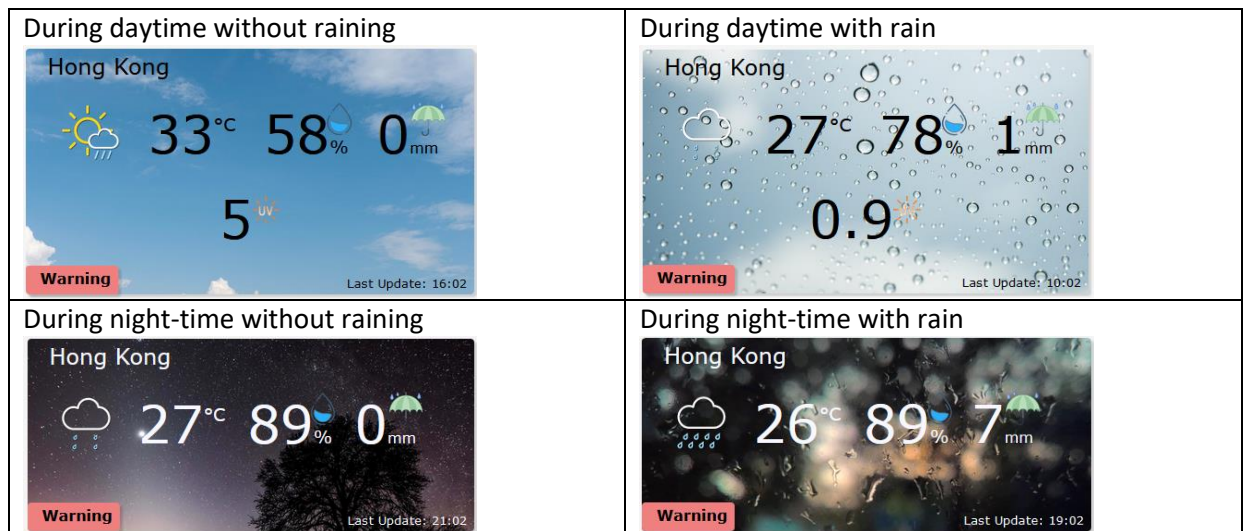 During daytime without raining
Hong Kong
33°C 58% 0mm
5 UV
Warning
Last Update: 16:02
During daytime with rain
Hong Kong
27°C 78% 1mm
0.9
Warning
Last Update: 10:02
During night-time without raining
Hong Kong
27°C 89% 0mm
Warning
Last Update: 21:02
During night-time with rain
Hong Kong
26°C 89% 7mm
Warning
Last Update: 19:02